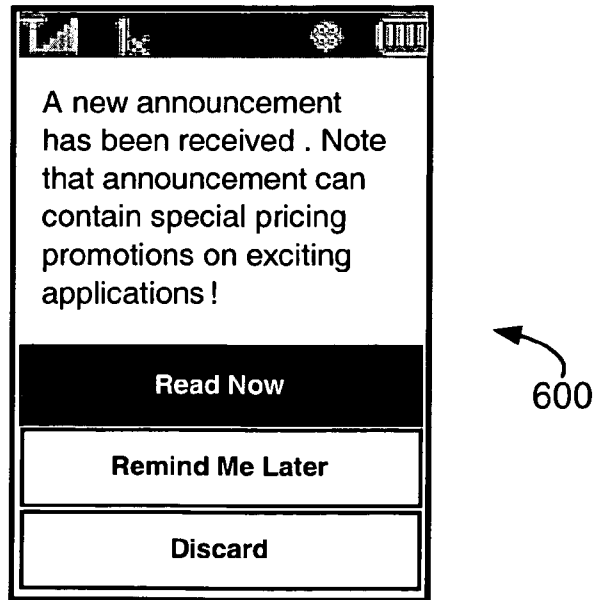 1x
A new announcement
has been received . Note
that announcement can
contain special pricing
promotions on exciting
applications !
Read Now
600
Remind Me Later
Discard